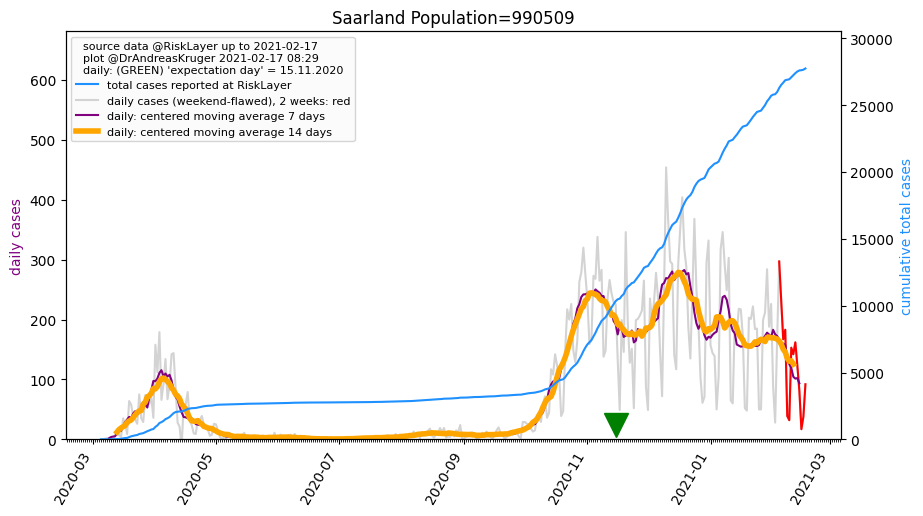 Saarland Population=990509
source data @RiskLayer up to 2021-02-17
plot @DrAndreasKruger 2021-02-17 08:29
daily: (GREEN) 'expectation day' = 15.11.2020
total cases reported at RiskLayer
daily cases (weekend-flawed), 2 weeks: red
daily: centered moving average 7 days
daily: centered moving average 14 days
daily cases
600
500
400
300
200
100
0
30000
25000
20000
15000
10000
5000
0
cumulative total cases
2020-03
2020-05
2020-07
2020-09
2020-11
2021-01
2021-03